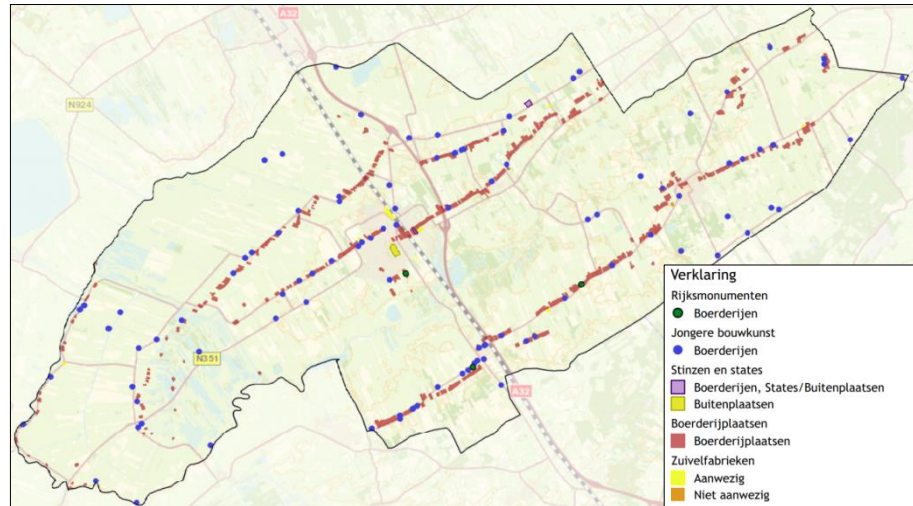 A32
N924
N351
A32
Verklaring
Rijksmonumenten
Boerderijen
Jongere bouwkunst
Boerderijen
Stinzen en states
Boerderijen, States/Buitenplaatsen
Buitenplaatsen
Boerderijplaatsen
Boerderijplaatsen
Zuivelfabrieken
Aanwezig
Niet aanwezig